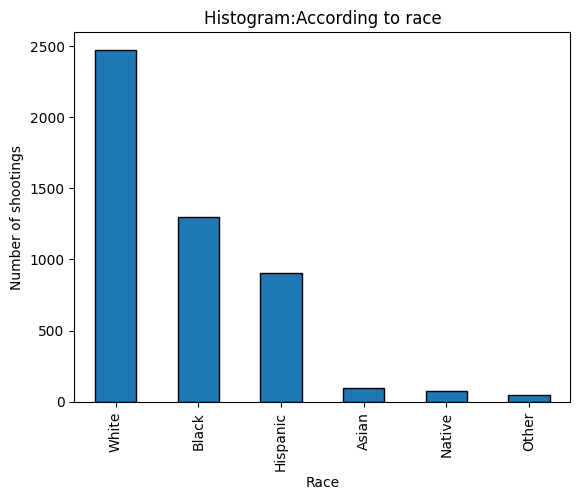 Histogram:According to race
Number of shootings
2500
2000
1500
1000
500
0
White
Black
Hispanic
Asian
Native
Other
Race